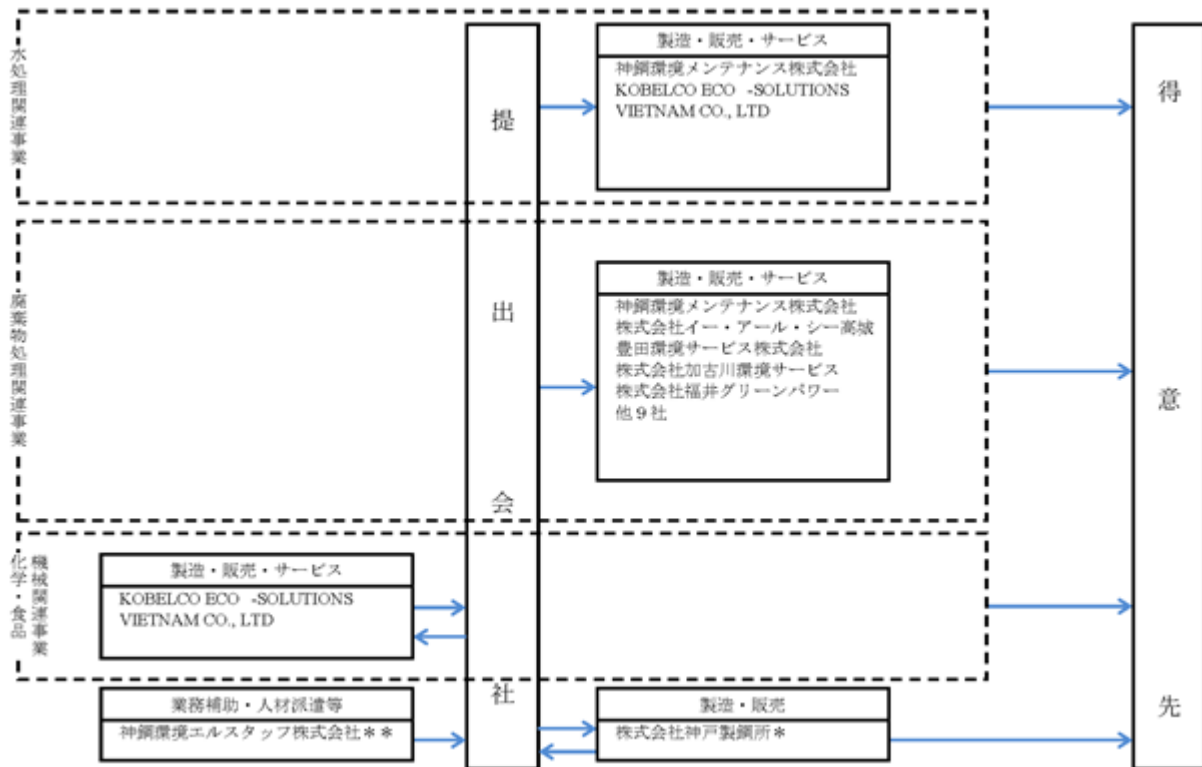 水処理関連事業
製造・販売・サービス
神鋼環境メンテナンス株式会社
KOBELCO ECO -SOLUTIONS
VIETNAM CO., LTD
廃棄物処理関連事業
製造・販売・サービス
神鋼環境メンテナンス株式会社
株式会社イー・アール・シー高城
豊田環境サービス株式会社
株式会社加古川環境サービス
株式会社福井グリーンパワー
他9社
化学・食品
機械関連事業
製造・販売・サービス
KOBELCO ECO -SOLUTIONS
VIETNAM CO., LTD
業務補助・人材派遣等
神鋼環境エルスタッフ株式会社＊＊
製造・販売
株式会社神戸製鋼所＊
提出会社
得意先